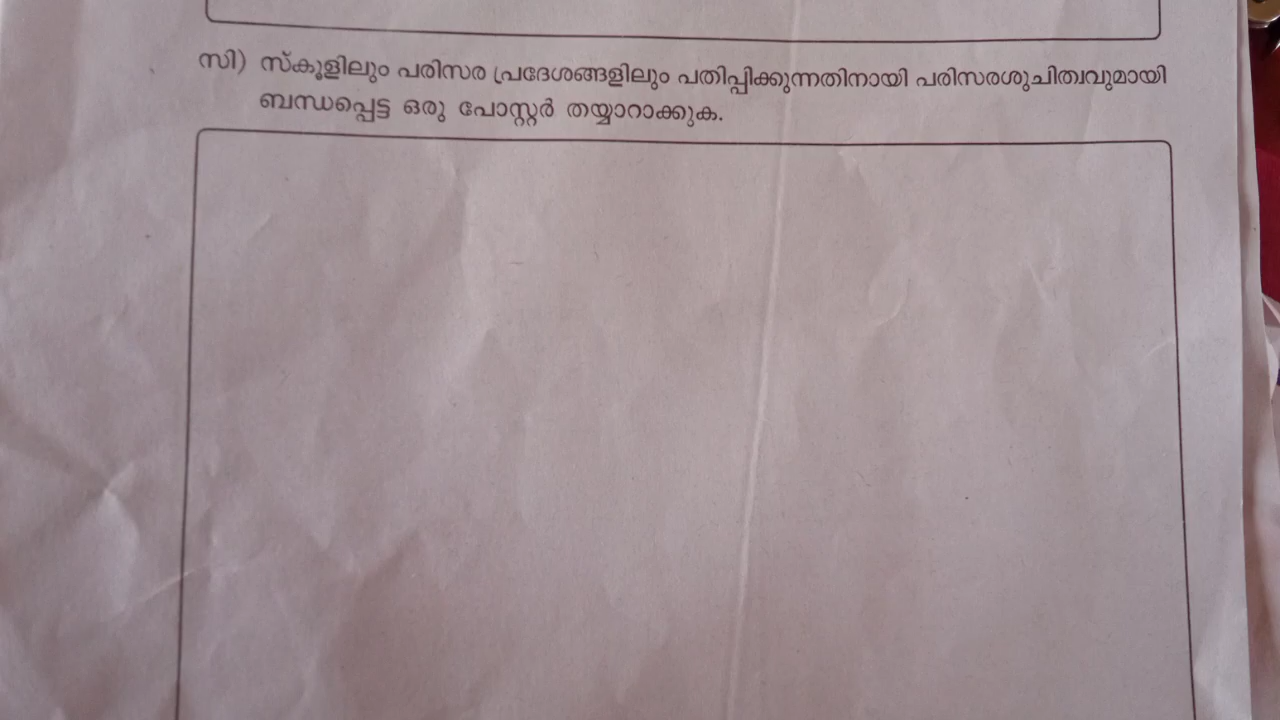 സി) സ്കൂളിലും പരിസര പ്രദേശങ്ങളിലും പതിപ്പിക്കുന്നതിനായി പരിസരശുചിത്വവുമായി
ബന്ധപ്പെട്ട ഒരു പോസ്റ്റർ തയ്യാറാക്കുക.